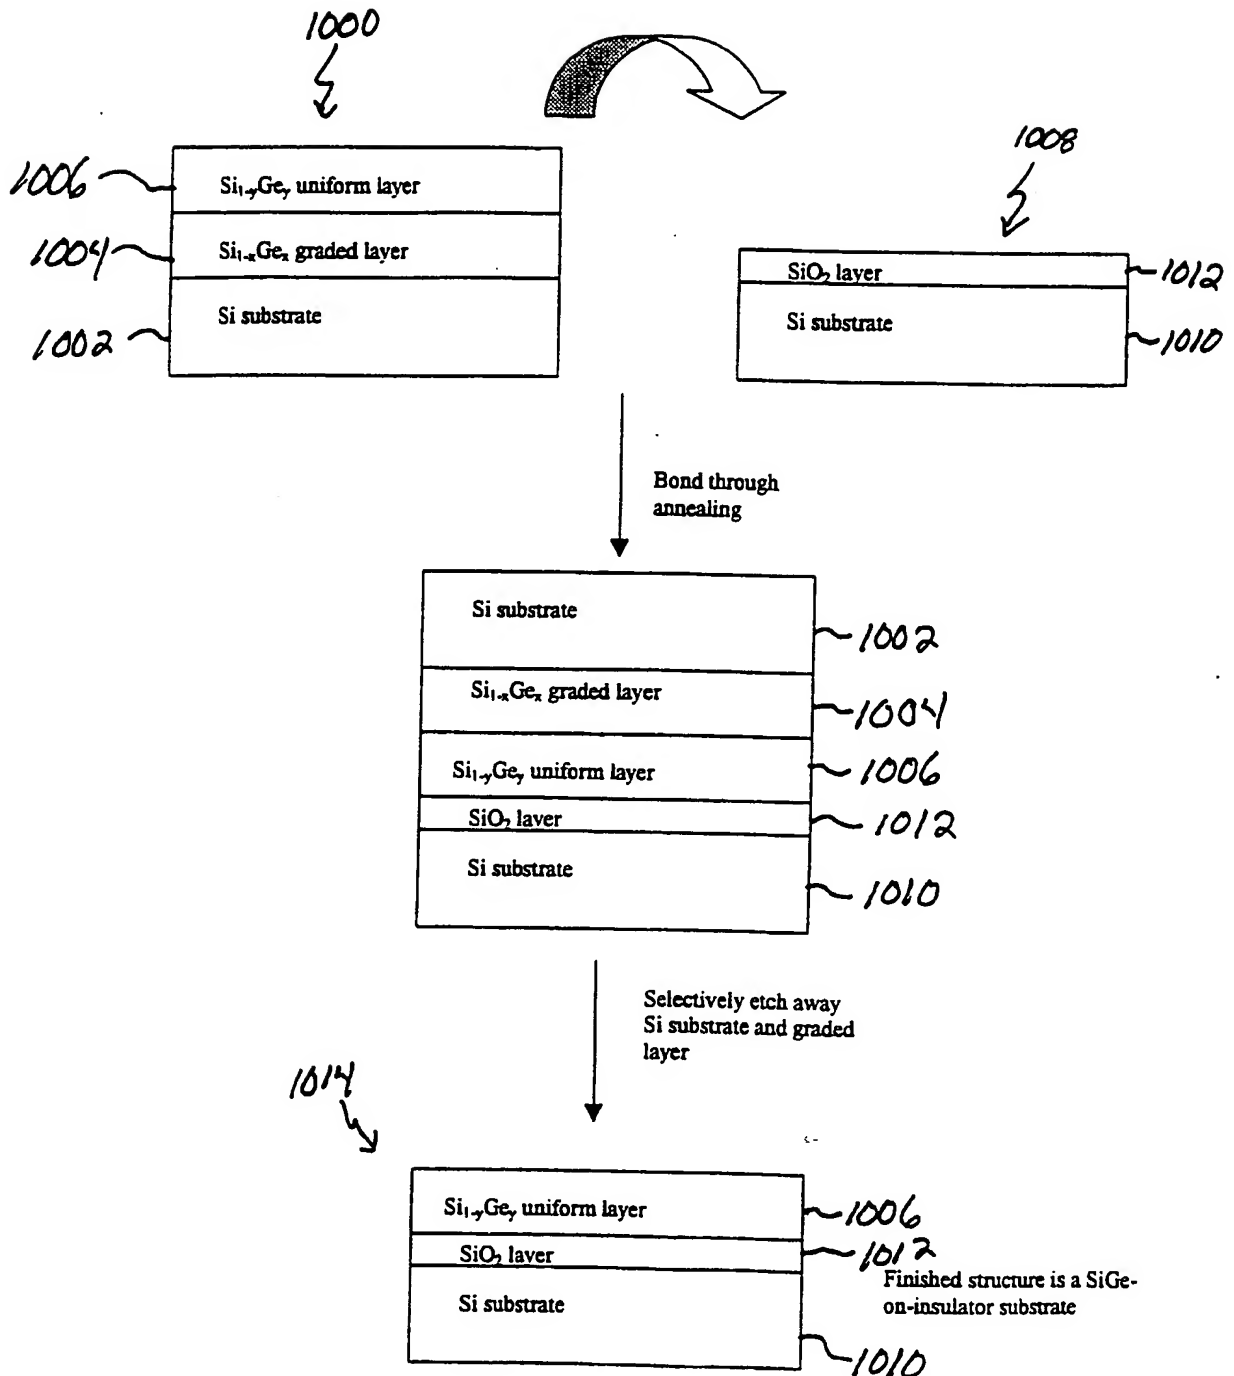 1000
1008
1006
Si₁₋ᵧGeᵧ uniform layer
1004
Si₁₋ₓGeₓ graded layer
SiO₂ layer
1012
1002
Si substrate
Si substrate
1010
Bond through
annealing
Si substrate
1002
Si₁₋ₓGeₓ graded layer
1004
Si₁₋ᵧGeᵧ uniform layer
1006
SiO₂ layer
1012
Si substrate
1010
Selectively etch away
Si substrate and graded
layer
1014
Si₁₋ᵧGeᵧ uniform layer
1006
SiO₂ layer
1012
Finished structure is a SiGe-
on-insulator substrate
Si substrate
1010